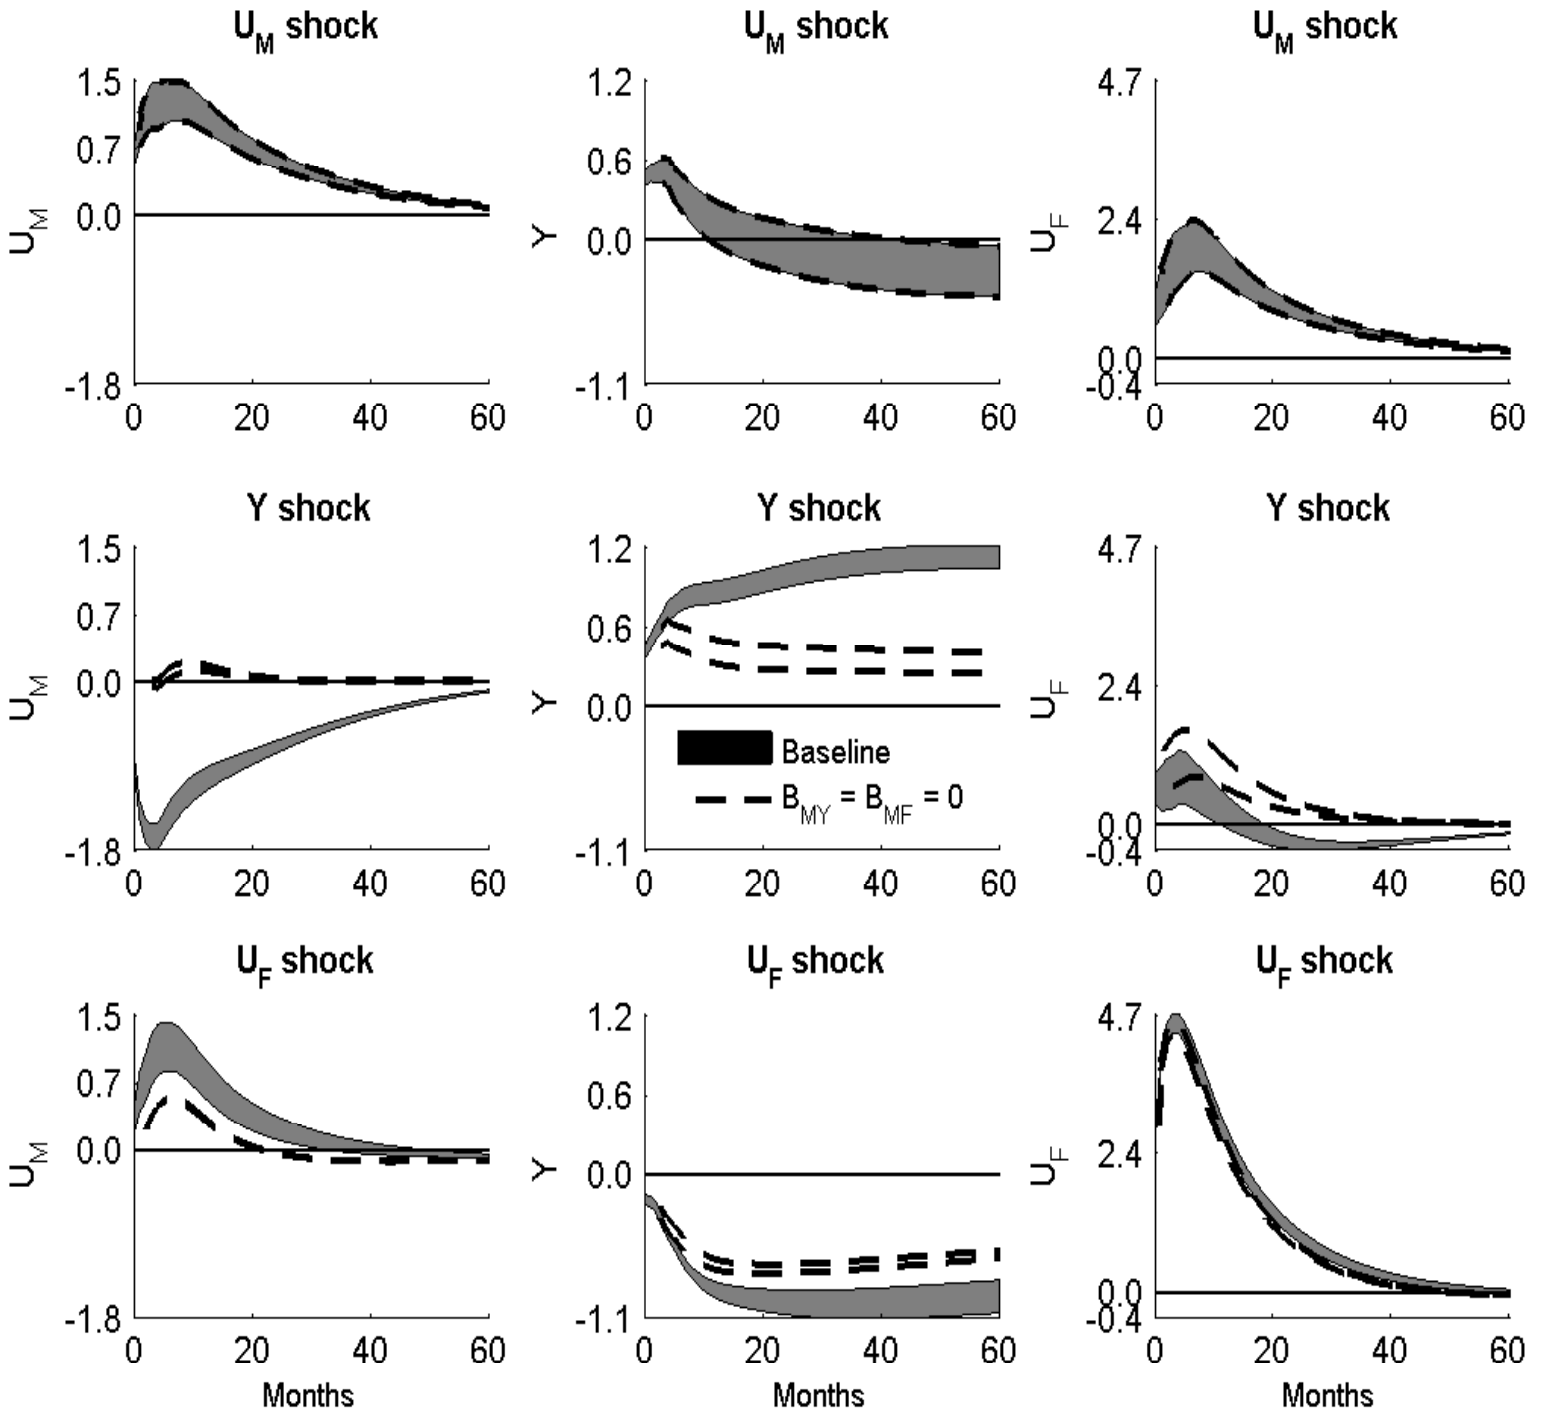 U_M shock U_M shock U_M shock
1.5 1.2 4.7
0.7 0.6 2.4
0.0 0.0 0.0
-1.8 -1.1 -0.4
U_M Y U_F
0 20 40 60 0 20 40 60 0 20 40 60
Y shock Y shock Y shock
1.5 1.2 4.7
0.7 0.6 2.4
0.0 0.0 0.0
-1.8 -1.1 -0.4
U_M Y U_F
Baseline
B_MY = B_MF = 0
0 20 40 60 0 20 40 60 0 20 40 60
U_F shock U_F shock U_F shock
1.5 1.2 4.7
0.7 0.6 2.4
0.0 0.0 0.0
-1.8 -1.1 -0.4
U_M Y U_F
0 20 40 60 0 20 40 60 0 20 40 60
Months Months Months